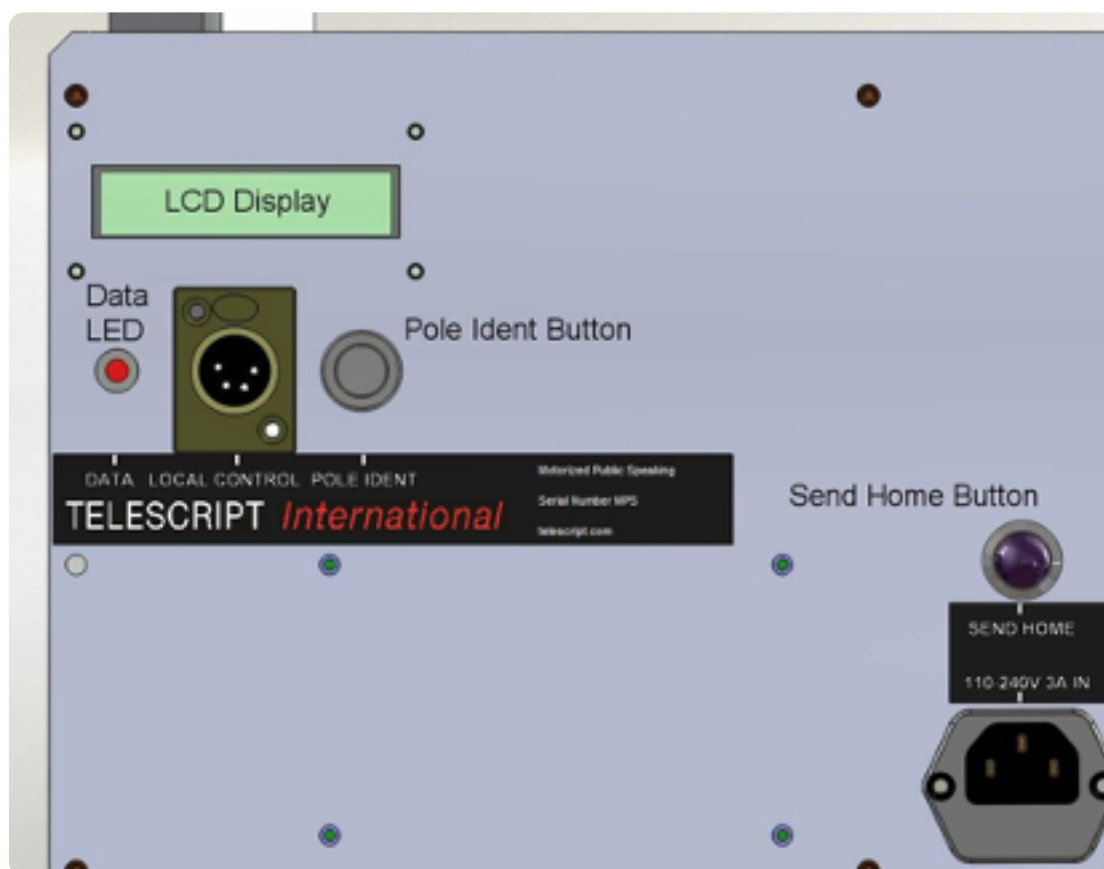 LCD Display
Data
LED
Pole Ident Button
DATA LOCAL CONTROL POLE IDENT
TELESCRIPT International
Motorized Public Speaking
Serial Number MPS
telescript.com
Send Home Button
SEND HOME
110-240V 3A IN